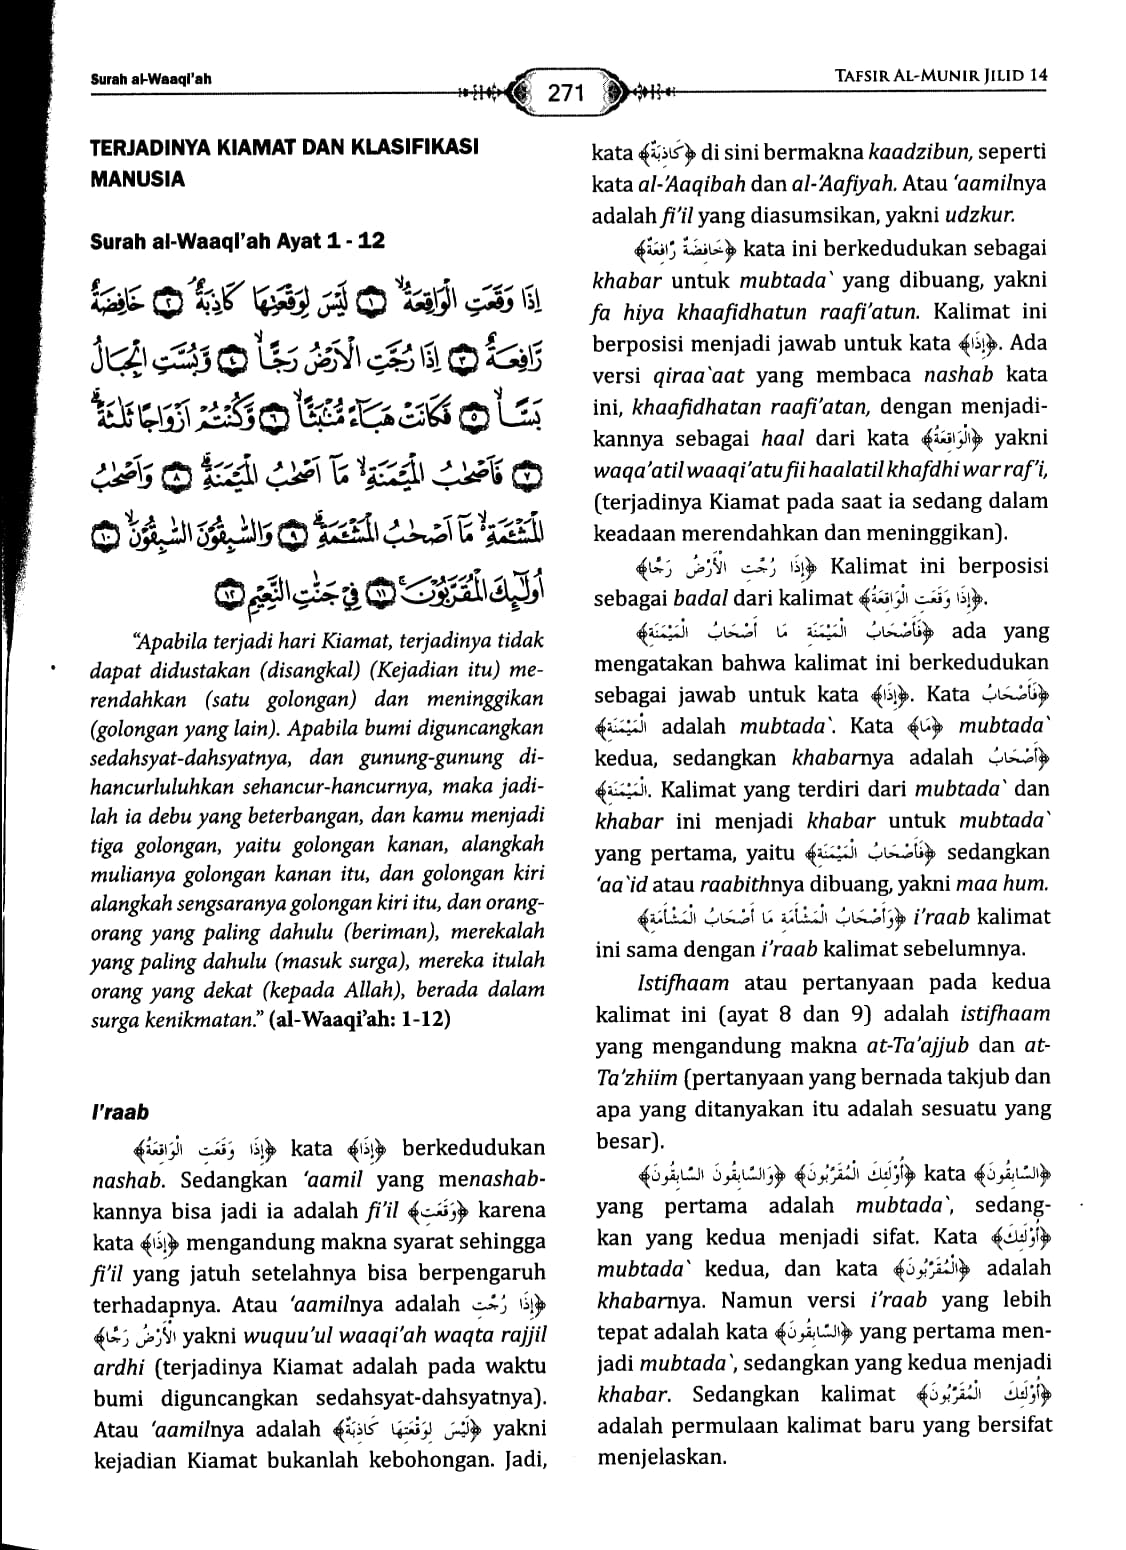 Surah al-Waaqi'ah
271
TAFSIR AL-MUNIR JILID 14
TERJADINYA KIAMAT DAN KLASIFIKASI
MANUSIA
Surah al-Waaqi'ah Ayat 1 - 12
اِذَا وَقَعَتِ الْوَاقِعَةُۙ ۝١ لَيْسَ لِوَقْعَتِهَا كَاذِبَةٌۘ ۝٢ خَافِضَةٌ
رَّافِعَةٌ ۝٣ اِذَا رُجَّتِ الْاَرْضُ رَجًّاۙ ۝٤ وَّبُسَّتِ الْجِبَالُ
بَسًّاۙ ۝٥ فَكَانَتْ هَبَاۤءً مُّنْۢبَثًّاۙ ۝٦ وَّكُنْتُمْ اَزْوَاجًا ثَلٰثَةًۗ
۝٧ فَاَصْحٰبُ الْمَيْمَنَةِۙ مَآ اَصْحٰبُ الْمَيْمَنَةِۗ ۝٨ وَاَصْحٰبُ
الْمَشْـَٔمَةِۙ مَآ اَصْحٰبُ الْمَشْـَٔمَةِۗ ۝٩ وَالسّٰبِقُوْنَ السّٰبِقُوْنَۙ ۝١٠
اُولٰۤىِٕكَ الْمُقَرَّبُوْنَۚ ۝١١ فِيْ جَنّٰتِ النَّعِيْمِ ۝١٢
“Apabila terjadi hari Kiamat, terjadinya tidak
dapat didustakan (disangkal) (Kejadian itu) me-
rendahkan (satu golongan) dan meninggikan
(golongan yang lain). Apabila bumi diguncangkan
sedahsyat-dahsyatnya, dan gunung-gunung di-
hancurluluhkan sehancur-hancurnya, maka jadi-
lah ia debu yang beterbangan, dan kamu menjadi
tiga golongan, yaitu golongan kanan, alangkah
mulianya golongan kanan itu, dan golongan kiri
alangkah sengsaranya golongan kiri itu, dan orang-
orang yang paling dahulu (beriman), merekalah
yang paling dahulu (masuk surga), mereka itulah
orang yang dekat (kepada Allah), berada dalam
surga kenikmatan.” (al-Waaqi'ah: 1-12)
I'raab
﴿إِذَا وَقَعَتِ الْوَاقِعَةُ﴾ kata ﴿إِذَا﴾ berkedudukan
nashab. Sedangkan ‘aamil yang menashab-
kannya bisa jadi ia adalah fi’il ﴿وَقَعَتِ﴾ karena
kata ﴿إِذَا﴾ mengandung makna syarat sehingga
fi’il yang jatuh setelahnya bisa berpengaruh
terhadapnya. Atau ‘aamilnya adalah ﴿إِذَا رُجَّتِ
الْأَرْضُ رَجًّا﴾ yakni wuquu’ul waaqi’ah waqta rajjil
ardhi (terjadinya Kiamat adalah pada waktu
bumi diguncangkan sedahsyat-dahsyatnya).
Atau ‘aamilnya adalah ﴿لَيْسَ لِوَقْعَتِهَا كَاذِبَةٌ﴾ yakni
kejadian Kiamat bukanlah kebohongan. Jadi,
kata ﴿كَاذِبَةٌ﴾ di sini bermakna kaadzibun, seperti
kata al-’Aaqibah dan al-’Aafiyah. Atau ‘aamilnya
adalah fi’il yang diasumsikan, yakni udzkur.
﴿خَافِضَةٌ رَّافِعَةٌ﴾ kata ini berkedudukan sebagai
khabar untuk mubtada` yang dibuang, yakni
fa hiya khaafidhatun raafi’atun. Kalimat ini
berposisi menjadi jawab untuk kata ﴿إِذَا﴾. Ada
versi qiraa`aat yang membaca nashab kata
ini, khaafidhatan raafi’atan, dengan menjadi-
kannya sebagai haal dari kata ﴿الْوَاقِعَةُ﴾ yakni
waqa’atil waaqi’atu fii haalatil khafdhi war raf’i,
(terjadinya Kiamat pada saat ia sedang dalam
keadaan merendahkan dan meninggikan).
﴿إِذَا رُجَّتِ الْأَرْضُ رَجًّا﴾ Kalimat ini berposisi
sebagai badal dari kalimat ﴿إِذَا وَقَعَتِ الْوَاقِعَةُ﴾.
﴿فَأَصْحَابُ الْمَيْمَنَةِ مَا أَصْحَابُ الْمَيْمَنَةِ﴾ ada yang
mengatakan bahwa kalimat ini berkedudukan
sebagai jawab untuk kata ﴿إِذَا﴾. Kata ﴿فَأَصْحَابُ
الْمَيْمَنَةِ﴾ adalah mubtada`. Kata ﴿مَا﴾ mubtada`
kedua, sedangkan khabarnya adalah ﴿أَصْحَابُ
الْمَيْمَنَةِ﴾. Kalimat yang terdiri dari mubtada` dan
khabar ini menjadi khabar untuk mubtada`
yang pertama, yaitu ﴿فَأَصْحَابُ الْمَيْمَنَةِ﴾ sedangkan
‘aa`id atau raabithnya dibuang, yakni maa hum.
﴿وَأَصْحَابُ الْمَشْأَمَةِ مَا أَصْحَابُ الْمَشْأَمَةِ﴾ i’raab kalimat
ini sama dengan i’raab kalimat sebelumnya.
Istifhaam atau pertanyaan pada kedua
kalimat ini (ayat 8 dan 9) adalah istifhaam
yang mengandung makna at-Ta’ajjub dan at-
Ta’zhiim (pertanyaan yang bernada takjub dan
apa yang ditanyakan itu adalah sesuatu yang
besar).
﴿وَالسَّابِقُونَ السَّابِقُونَ﴾ ﴿أُوْلَئِكَ الْمُقَرَّبُونَ﴾ kata ﴿السَّابِقُونَ﴾
yang pertama adalah mubtada`, sedang-
kan yang kedua menjadi sifat. Kata ﴿أُوْلَئِكَ﴾
mubtada` kedua, dan kata ﴿الْمُقَرَّبُونَ﴾ adalah
khabarnya. Namun versi i’raab yang lebih
tepat adalah kata ﴿السَّابِقُونَ﴾ yang pertama men-
jadi mubtada`, sedangkan yang kedua menjadi
khabar. Sedangkan kalimat ﴿أُوْلَئِكَ الْمُقَرَّبُونَ﴾
adalah permulaan kalimat baru yang bersifat
menjelaskan.